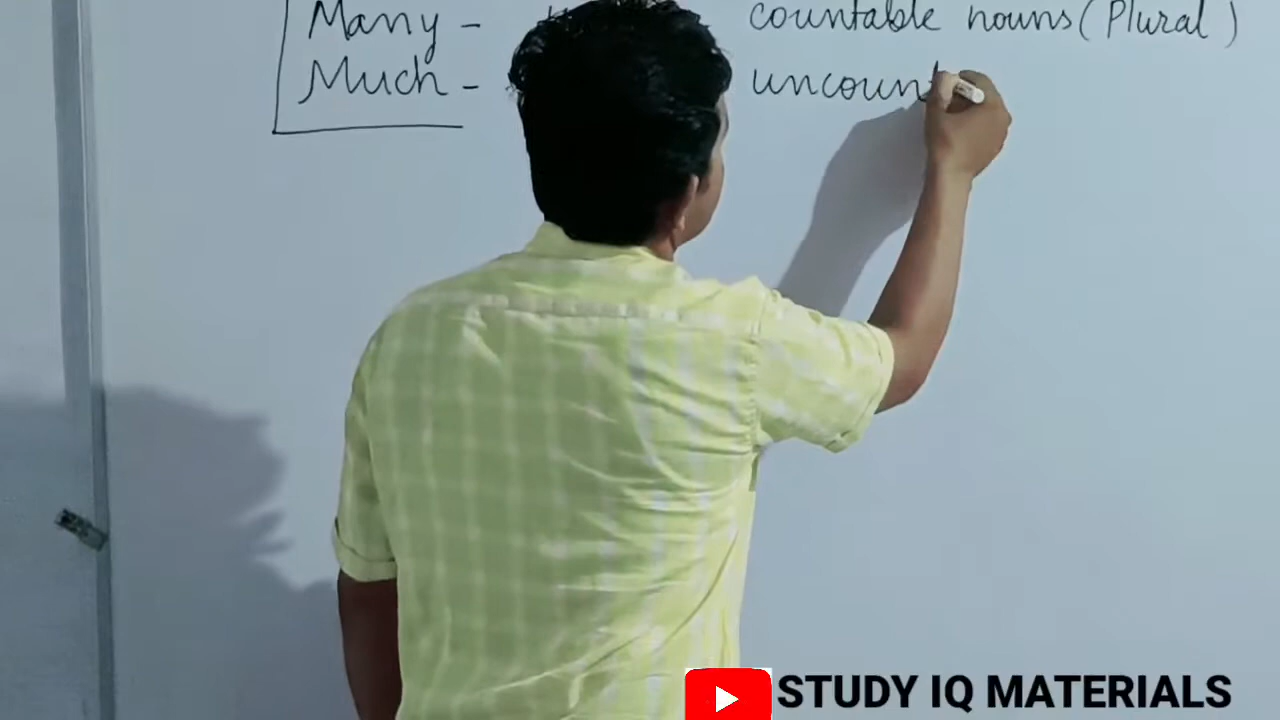 Many - countable nouns (Plural)
Much - uncount
STUDY IQ MATERIALS